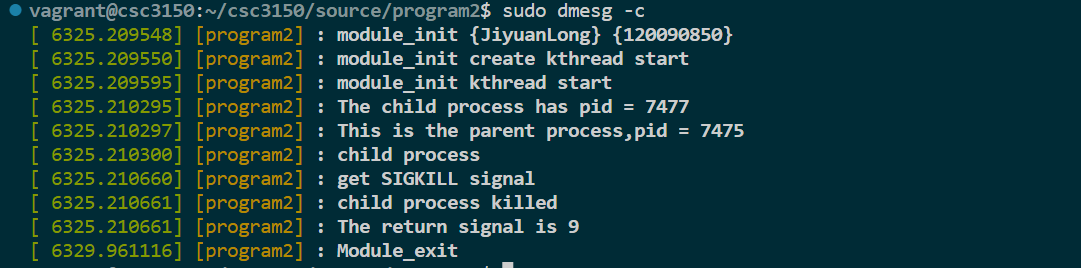 vagrant@csc3150:~/csc3150/source/program2$ sudo dmesg -c
[ 6325.209548] [program2] : module_init {JiyuanLong} {120090850}
[ 6325.209550] [program2] : module_init create kthread start
[ 6325.209595] [program2] : module_init kthread start
[ 6325.210295] [program2] : The child process has pid = 7477
[ 6325.210297] [program2] : This is the parent process,pid = 7475
[ 6325.210300] [program2] : child process
[ 6325.210660] [program2] : get SIGKILL signal
[ 6325.210661] [program2] : child process killed
[ 6325.210661] [program2] : The return signal is 9
[ 6329.961116] [program2] : Module_exit